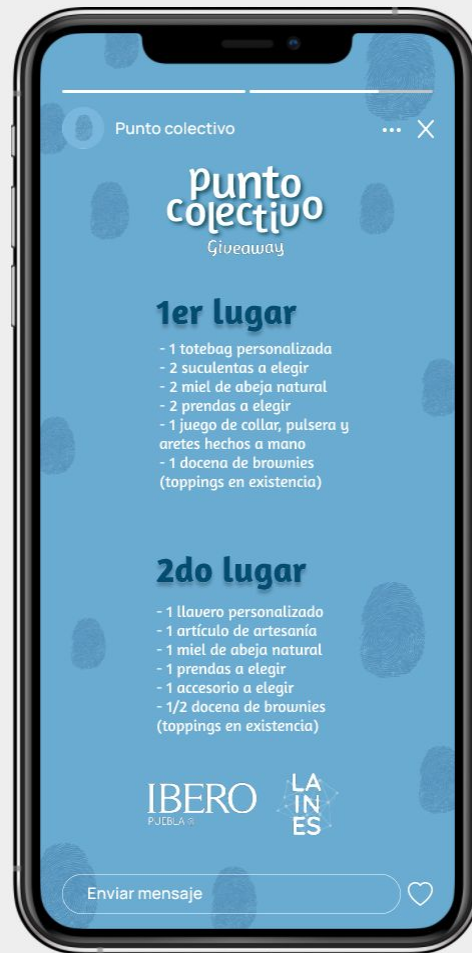 Punto colectivo
punto
colectivo
Giveaway
1er lugar
- 1 totebag personalizada
- 2 suculentas a elegir
- 2 miel de abeja natural
- 2 prendas a elegir
- 1 juego de collar, pulsera y
aretes hechos a mano
- 1 docena de brownies
(toppings en existencia)
2do lugar
- 1 llavero personalizado
- 1 artículo de artesanía
- 1 miel de abeja natural
- 1 prendas a elegir
- 1 accesorio a elegir
- 1/2 docena de brownies
(toppings en existencia)
IBERO
PUEBLA
LA
IN
ES
Enviar mensaje